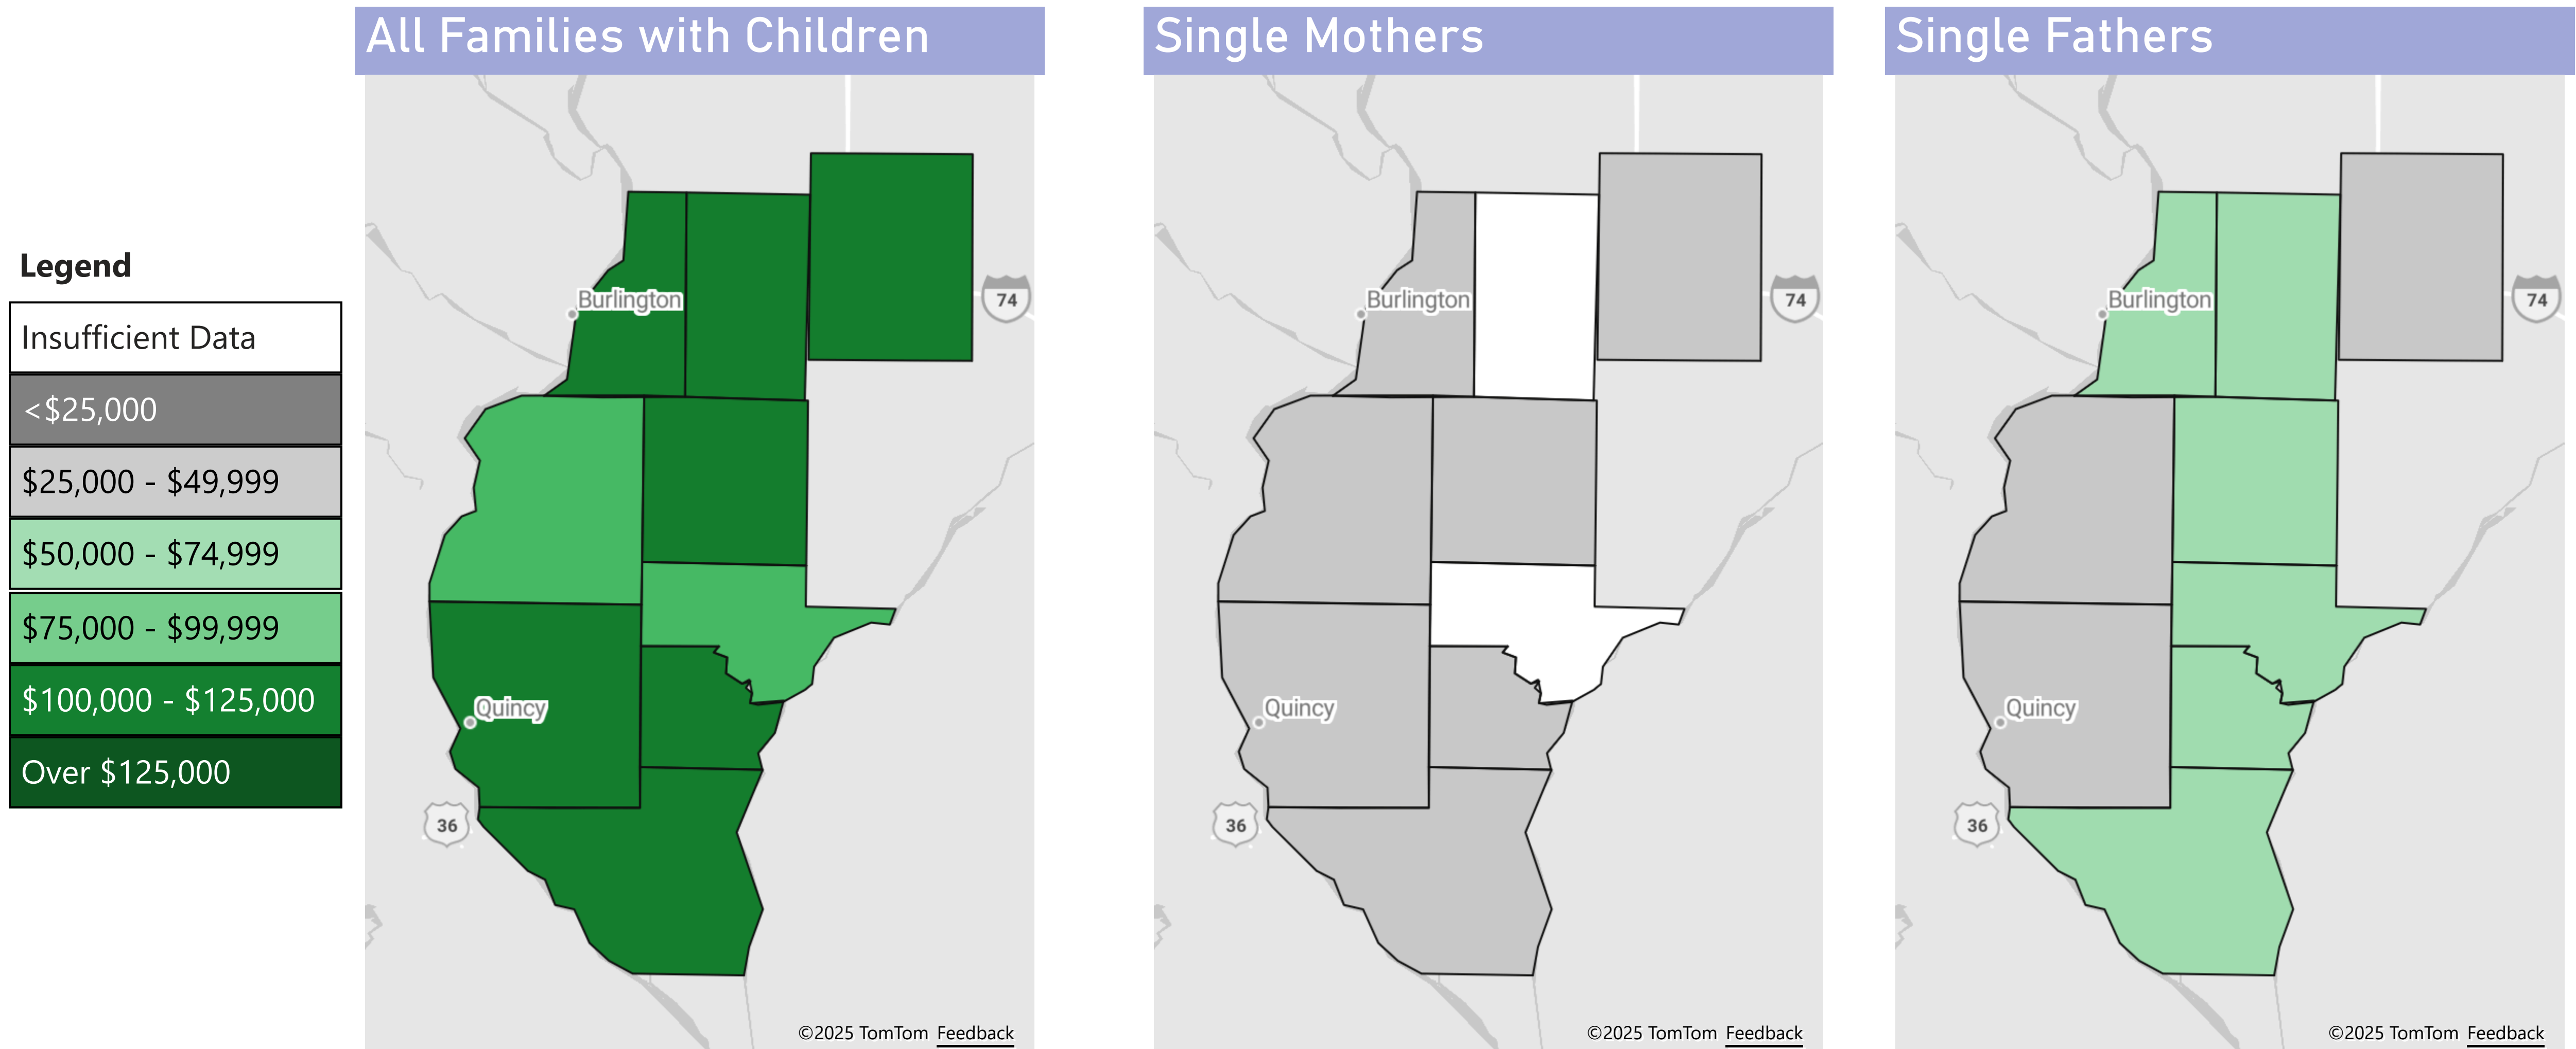 All Families with Children
Single Mothers
Single Fathers
Legend
Insufficient Data
<$25,000
$25,000 - $49,999
$50,000 - $74,999
$75,000 - $99,999
$100,000 - $125,000
Over $125,000
Burlington
74
Quincy
36
©2025 TomTom Feedback
Burlington
74
Quincy
36
©2025 TomTom Feedback
Burlington
74
Quincy
36
©2025 TomTom Feedback